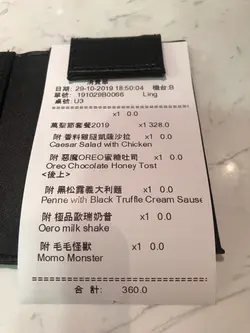 消費單
日期: 29-10-2019 18:50:04 機台:B
單號: 191029B0066 Ling
桌號: U3
x1 0.0
萬聖節套餐2019 x1 328.0
附 香料雞腿凱薩沙拉 x1 0.0
Caesar Salad with Chicken
附 惡魔OREO蜜糖吐司 x1 0.0
Oreo Chocolate Honey Tost
<後上>
附 黑松露義大利麵 x1 0.0
Penne with Black Truffle Cream Sause
附 極品歐瑞奶昔 x1 0.0
Oero milk shake
附 毛毛怪獸 x1 0.0
Momo Monster
合 計: 360.0